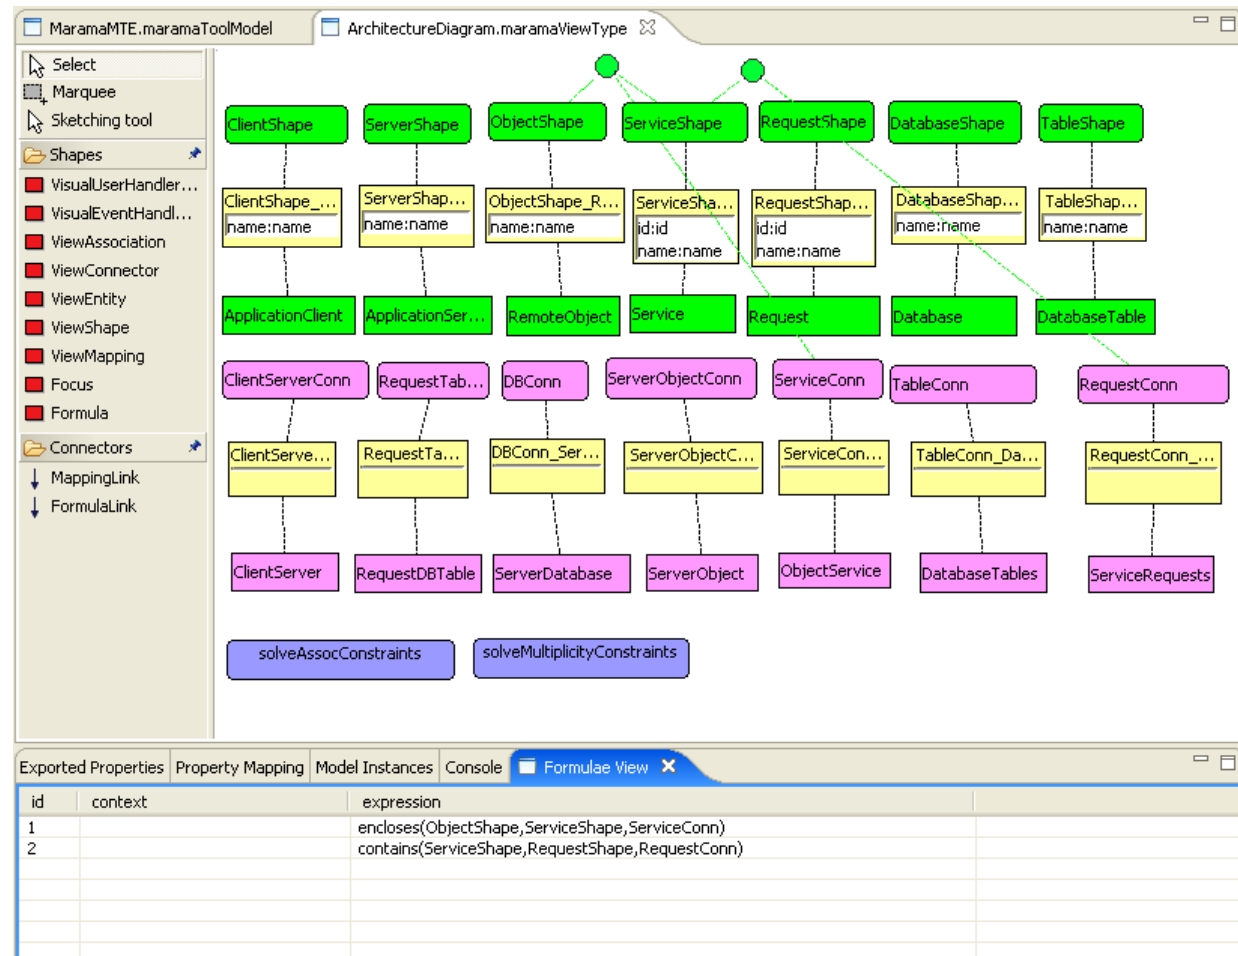 MaramaMTE.maramaToolModel
ArchitectureDiagram.maramaViewType
Select
Marquee
Sketching tool
Shapes
VisualUserHandler...
VisualEventHandl...
ViewAssociation
ViewConnector
ViewEntity
ViewShape
ViewMapping
Focus
Formula
Connectors
MappingLink
FormulaLink
ClientShape
ServerShape
ObjectShape
ServiceShape
RequestShape
DatabaseShape
TableShape
ClientShape_...
name:name
ServerShap...
name:name
ObjectShape_R...
name:name
ServiceSha...
id:id
name:name
RequestShap...
id:id
name:name
DatabaseShap...
name:name
TableShap...
name:name
ApplicationClient
ApplicationSer...
RemoteObject
Service
Request
Database
DatabaseTable
ClientServerConn
RequestTab...
DBConn
ServerObjectConn
ServiceConn
TableConn
RequestConn
ClientServe...
RequestTa...
DBConn_Ser...
ServerObjectC...
ServiceCon...
TableConn_Da...
RequestConn_...
ClientServer
RequestDBTable
ServerDatabase
ServerObject
ObjectService
DatabaseTables
ServiceRequests
solveAssocConstraints
solveMultiplicityConstraints
Exported Properties
Property Mapping
Model Instances
Console
Formulae View
id context expression
1 encloses(ObjectShape,ServiceShape,ServiceConn)
2 contains(ServiceShape,RequestShape,RequestConn)